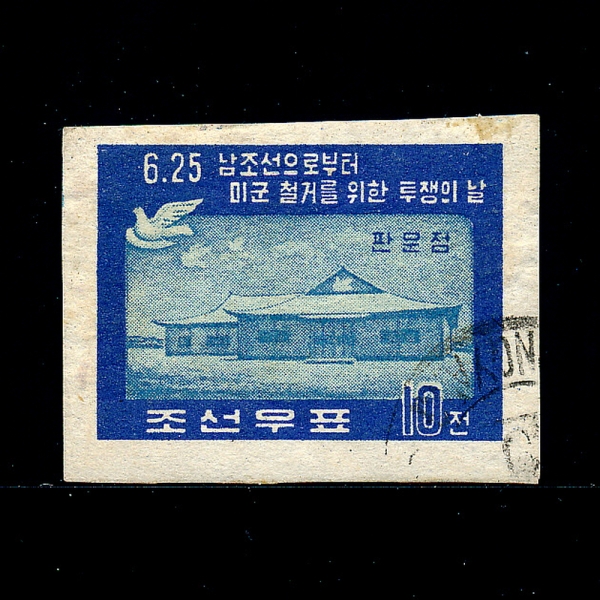 6.25 남조선으로부터
미군 철거를 위한 투쟁의 날
판문점
조선우표
10전